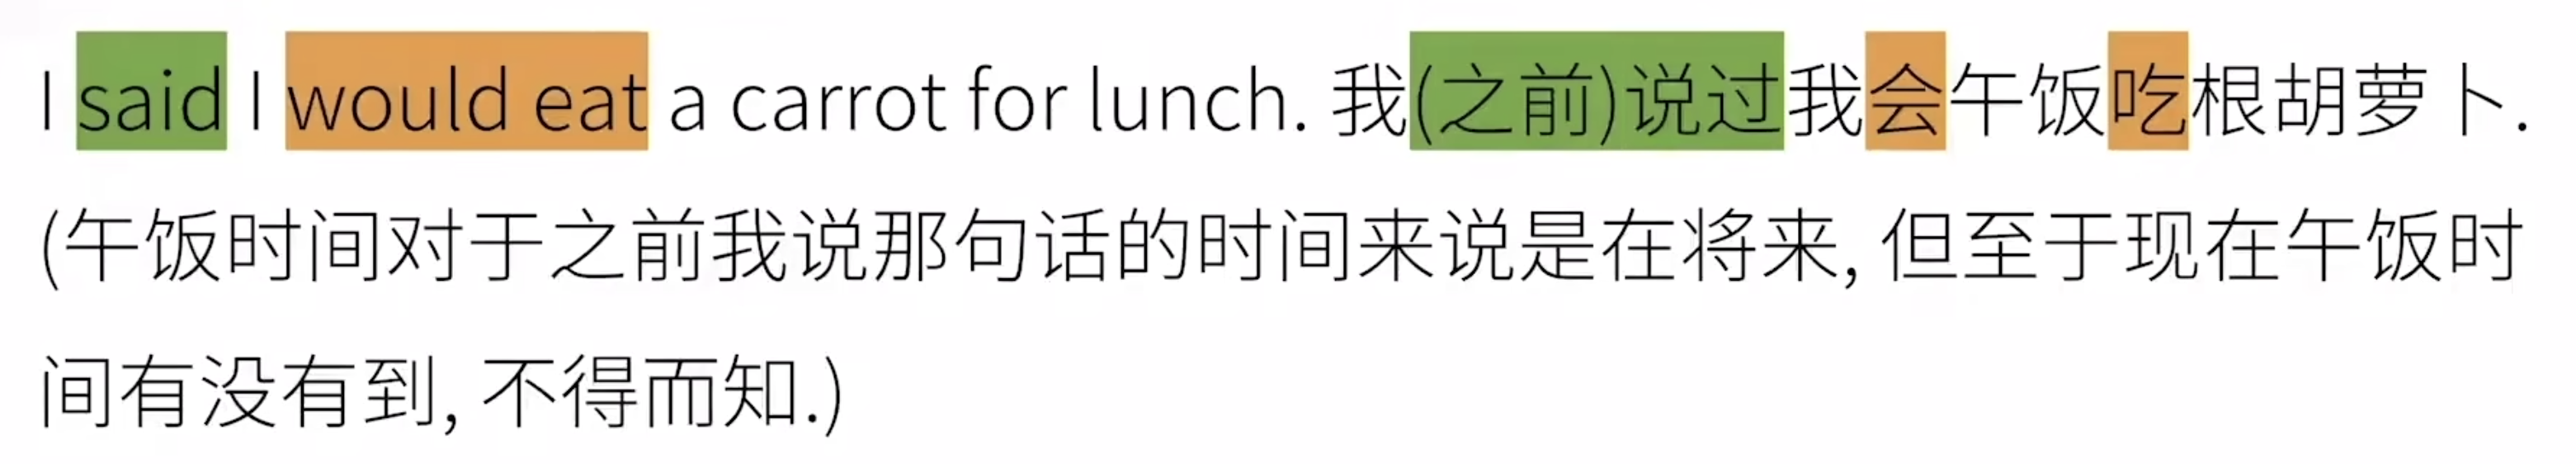 I said I would eat a carrot for lunch. 我(之前)说过我会午饭吃根胡萝卜.
(午饭时间对于之前我说那句话的时间来说是在将来, 但至于现在午饭时
间有没有到, 不得而知.)